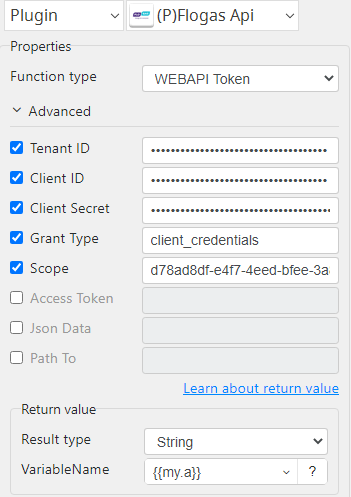 Plugin (P)Flogas Api
Properties
Function type WEBAPI Token
Advanced
Tenant ID ••••••••••••••••••••••••••••••••••••
Client ID ••••••••••••••••••••••••••••••••••••
Client Secret •••••••••••••••••••••••••••••••••••••
Grant Type client_credentials
Scope d78ad8df-e4f7-4eed-bfee-3a
Access Token
Json Data
Path To
Learn about return value
Return value
Result type String
VariableName {{my.a}} ?